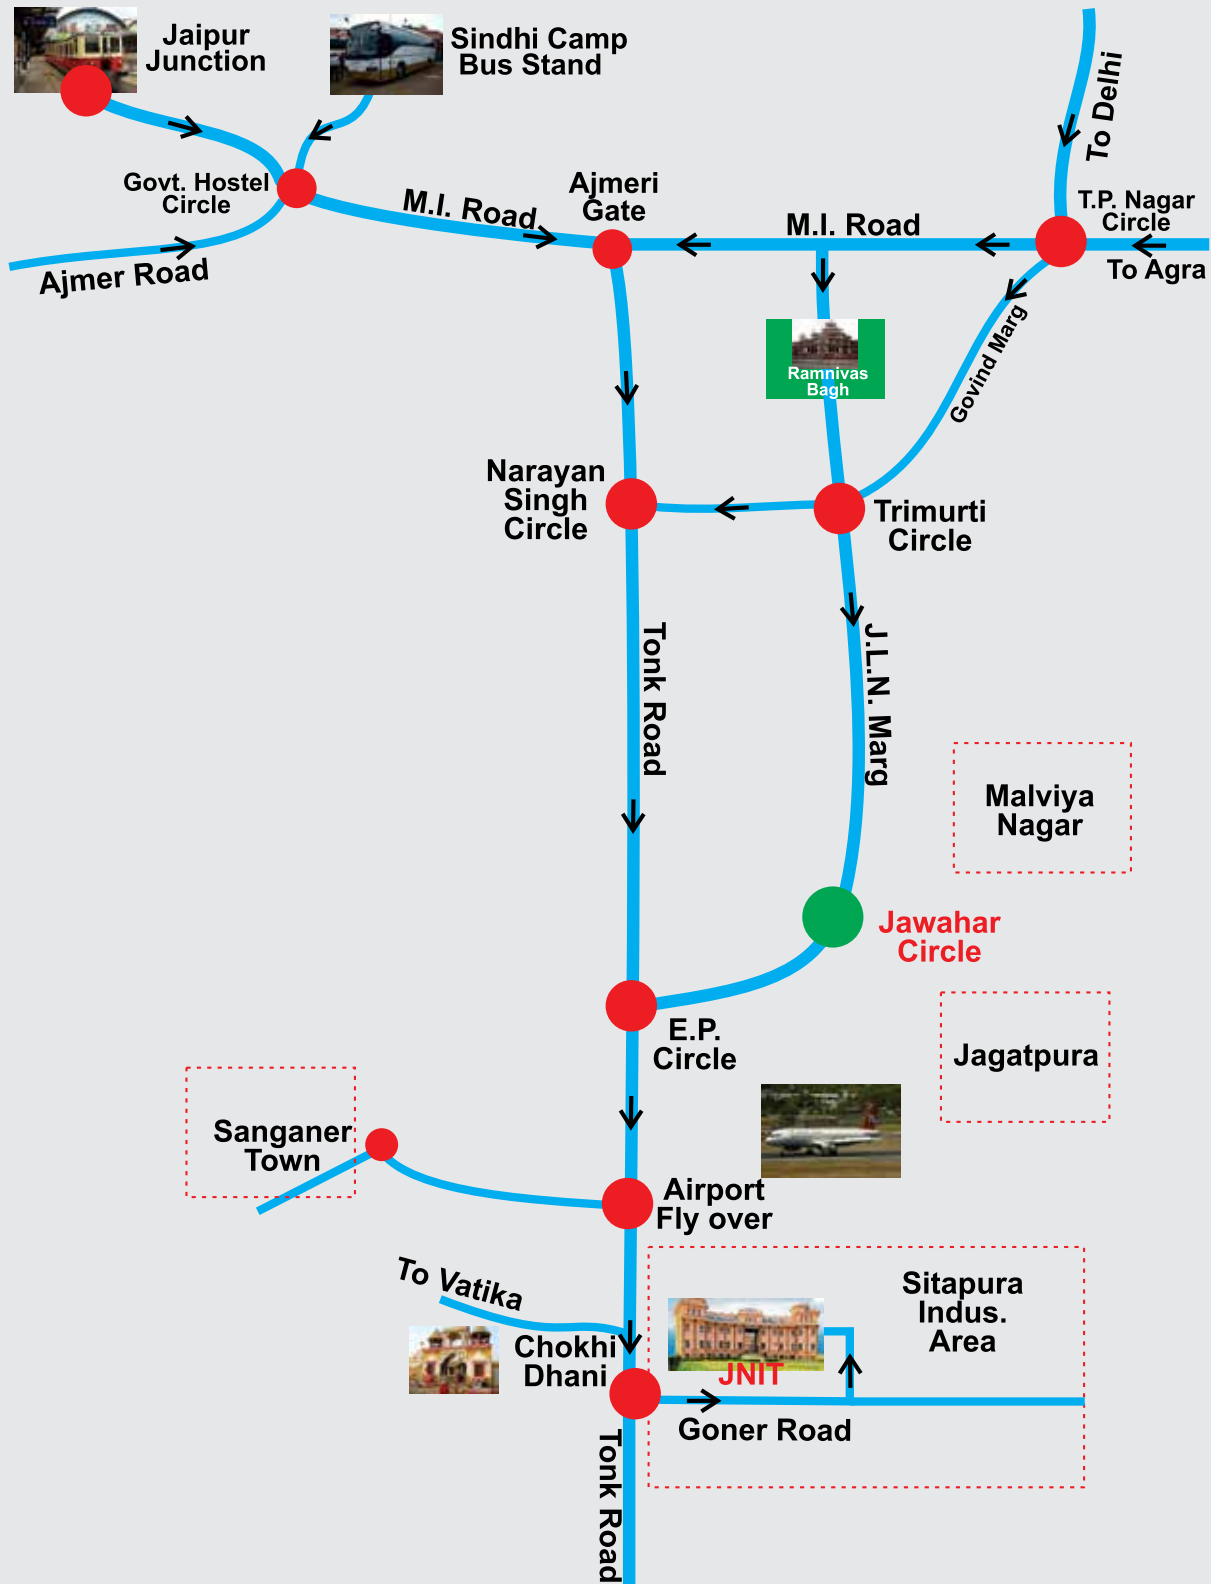 Jaipur
Junction
Sindhi Camp
Bus Stand
To Delhi
Govt. Hostel
Circle
M.I. Road
Ajmeri
Gate
M.I. Road
T.P. Nagar
Circle
To Agra
Ajmer Road
Govind Marg
Ramnivas
Bagh
Narayan
Singh
Circle
Trimurti
Circle
Tonk Road
J.L.N. Marg
Malviya
Nagar
Jawahar
Circle
E.P.
Circle
Jagatpura
Sanganer
Town
Airport
Fly over
To Vatika
Sitapura
Indus.
Area
Chokhi
Dhani
JNIT
Goner Road
Tonk Road